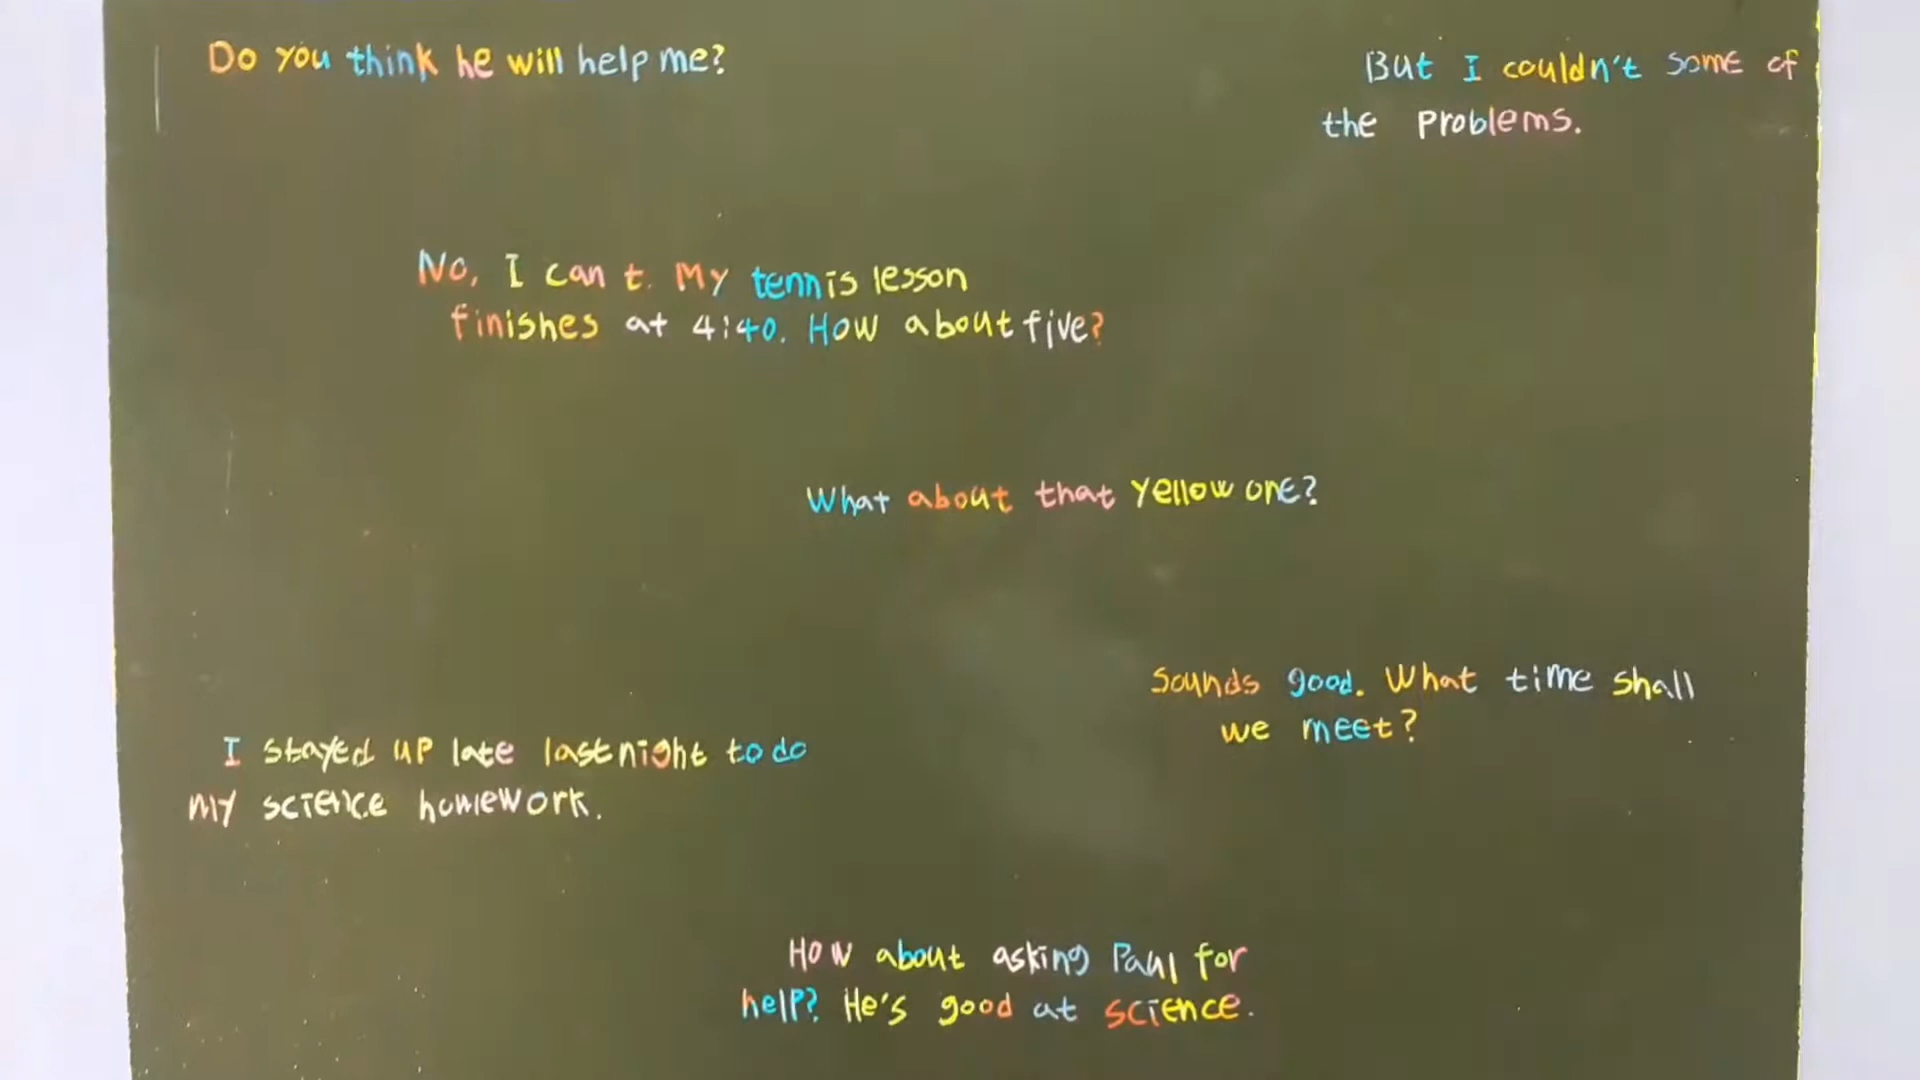 Do you think he will help me?
But I couldn't some of
the problems.
No, I can t. My tennis lesson
finishes at 4:40. How about five?
What about that yellow one?
Sounds good. What time shall
we meet?
I stayed up late last night to do
my science homework.
How about asking Paul for
help? He's good at science.